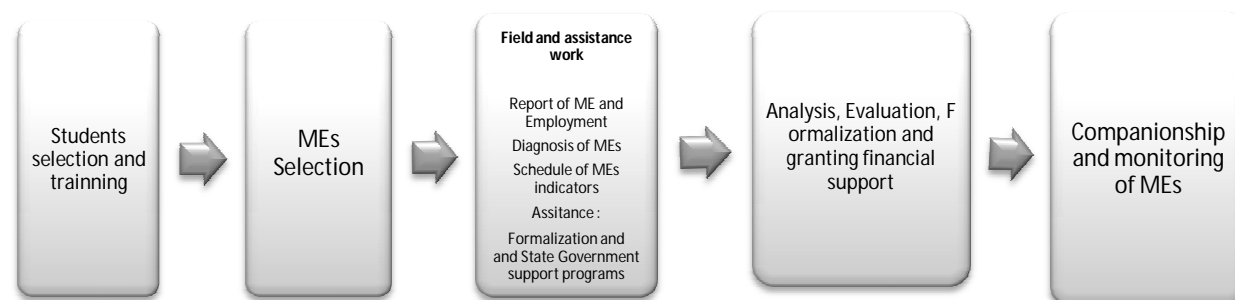 Students
selection and
trainning
MEs
Selection
Field and assistance
work
Report of ME and
Employment
Diagnosis of MEs
Schedule of MEs
indicators
Assitance :
Formalization and
and State Government
support programs
Analysis, Evaluation, F
ormalization and
granting financial
support
Companionship
and monitoring
of MEs